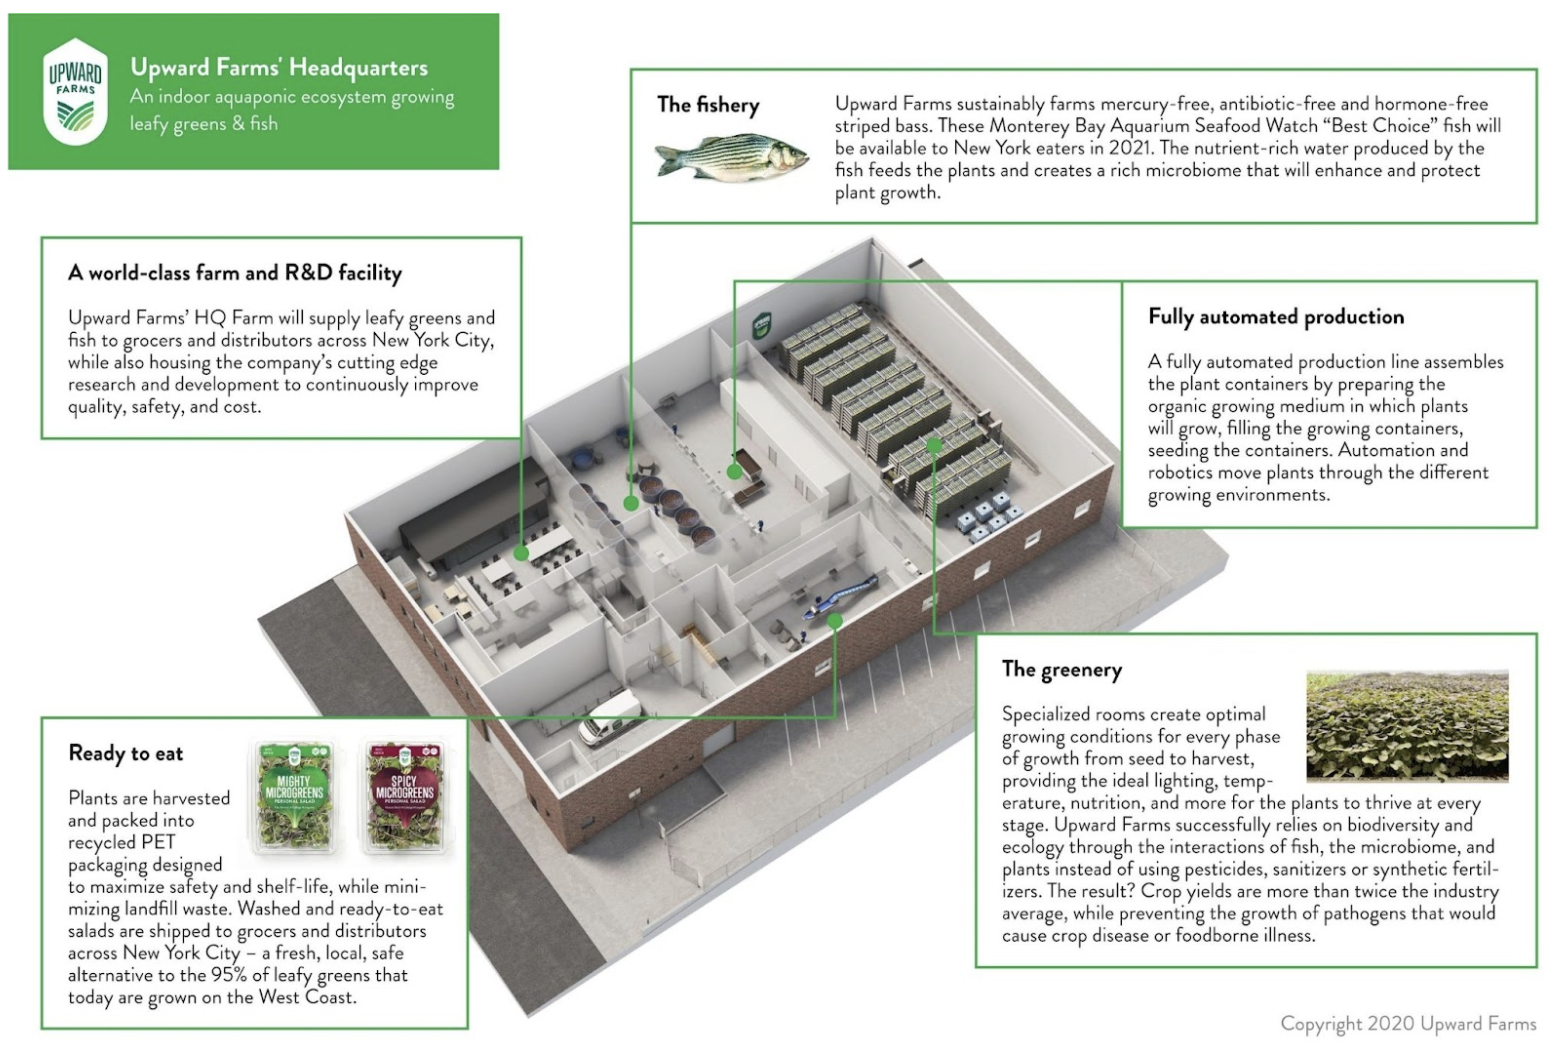 UPWARD
FARMS
Upward Farms' Headquarters
An indoor aquaponic ecosystem growing
leafy greens & fish
The fishery
Upward Farms sustainably farms mercury-free, antibiotic-free and hormone-free
striped bass. These Monterey Bay Aquarium Seafood Watch “Best Choice” fish will
be available to New York eaters in 2021. The nutrient-rich water produced by the
fish feeds the plants and creates a rich microbiome that will enhance and protect
plant growth.
A world-class farm and R&D facility
Upward Farms’ HQ Farm will supply leafy greens and
fish to grocers and distributors across New York City,
while also housing the company’s cutting edge
research and development to continuously improve
quality, safety, and cost.
Fully automated production
A fully automated production line assembles
the plant containers by preparing the
organic growing medium in which plants
will grow, filling the growing containers,
seeding the containers. Automation and
robotics move plants through the different
growing environments.
The greenery
Specialized rooms create optimal
growing conditions for every phase
of growth from seed to harvest,
providing the ideal lighting, temp-
erature, nutrition, and more for the plants to thrive at every
stage. Upward Farms successfully relies on biodiversity and
ecology through the interactions of fish, the microbiome, and
plants instead of using pesticides, sanitizers or synthetic fertil-
izers. The result? Crop yields are more than twice the industry
average, while preventing the growth of pathogens that would
cause crop disease or foodborne illness.
Ready to eat
MIGHTY
MICROGREENS
PERSONAL SALAD
SPICY
MICROGREENS
PERSONAL SALAD
Plants are harvested
and packed into
recycled PET
packaging designed
to maximize safety and shelf-life, while mini-
mizing landfill waste. Washed and ready-to-eat
salads are shipped to grocers and distributors
across New York City – a fresh, local, safe
alternative to the 95% of leafy greens that
today are grown on the West Coast.
Copyright 2020 Upward Farms